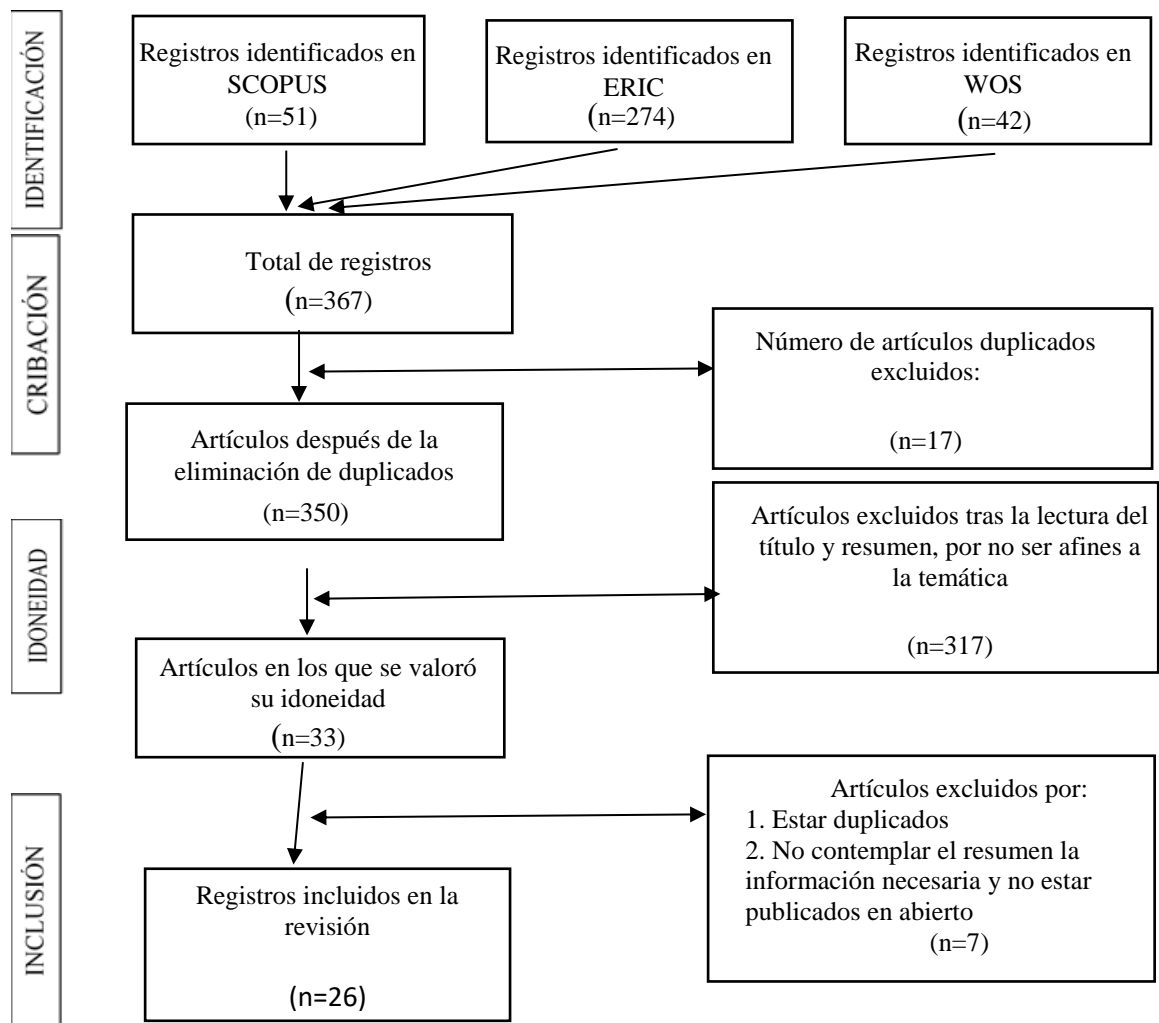 IDENTIFICACIÓN
Registros identificados en
SCOPUS
(n=51)
Registros identificados en
ERIC
(n=274)
Registros identificados en
WOS
(n=42)
CRIBACIÓN
Total de registros
(n=367)
Número de artículos duplicados
excluidos:
(n=17)
Artículos después de la
eliminación de duplicados
(n=350)
IDONEIDAD
Artículos excluidos tras la lectura del
título y resumen, por no ser afines a
la temática
(n=317)
Artículos en los que se valoró
su idoneidad
(n=33)
INCLUSIÓN
Artículos excluidos por:
1. Estar duplicados
2. No contemplar el resumen la
información necesaria y no estar
publicados en abierto
(n=7)
Registros incluidos en la
revisión
(n=26)